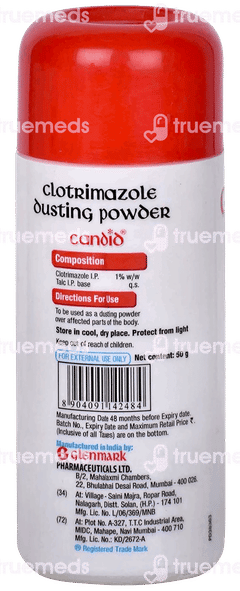 truemeds
truemeds
clotrimazole
dusting powder
candid®
Composition
Clotrimazole I.P. 1% w/w
Talc I.P. base q.s.
Directions For Use
To be used as a dusting powder
over affected parts of the body.
Store in cool, dry place. Protect from light
Keep out of reach of children.
FOR EXTERNAL USE ONLY Net content: 50 g
8 904091 142484
Manufacturing Date 48 months before Expiry date.
Batch No., Expiry Date and Maximum Retail Price ₹.
(Inclusive of all Taxes) are on the bottom.
Manufactured in India by:
glenmark
PHARMACEUTICALS LTD.
B/2, Mahalaxmi Chambers,
22, Bhulabhai Desai Road, Mumbai - 400 026.
(34) At: Village - Saini Majra, Ropar Road,
Nalagarh, Distt. Solan, (H.P.) - 174 101
Mfg. Lic. No. L/06/369/MNB
(72) At: Plot No. A-327, T.T.C Industrial Area,
MIDC, Mahape, Navi Mumbai - 400 710
Mfg. Lic. No.: KD/2672-A
® Registered Trade Mark
truemeds